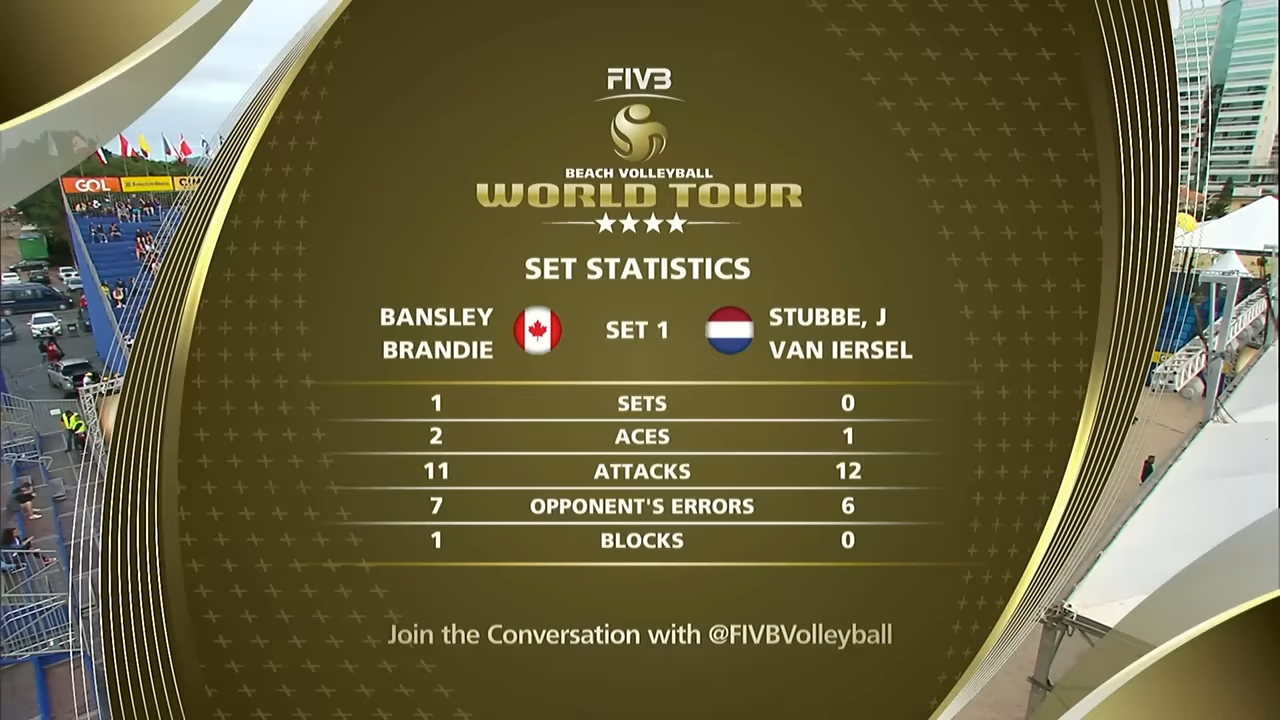 FIVB
BEACH VOLLEYBALL
WORLD TOUR
SET STATISTICS
BANSLEY
BRANDIE
SET 1
STUBBE, J
VAN IERSEL
1 SETS 0
2 ACES 1
11 ATTACKS 12
7 OPPONENT'S ERRORS 6
1 BLOCKS 0
Join the Conversation with @FIVBVolleyball
GOL